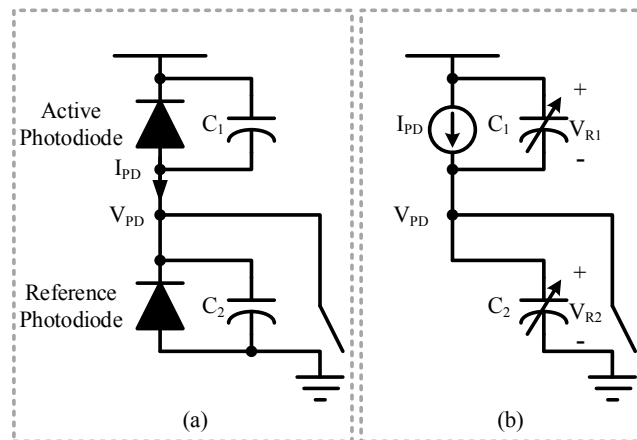 Active
Photodiode
C1
IPD
VPD
Reference
Photodiode
C2
(a)
IPD
C1
+
VR1
-
VPD
C2
+
VR2
-
(b)